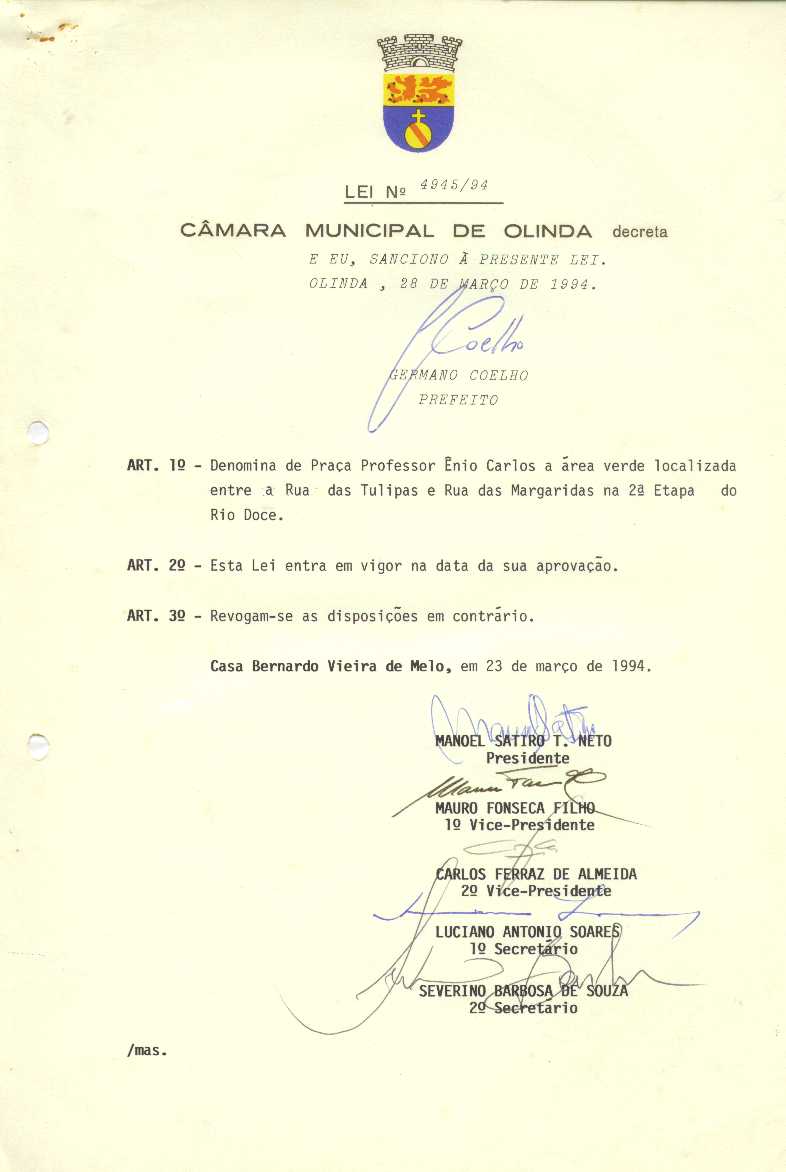 LEI Nº 4945/94
CÂMARA MUNICIPAL DE OLINDA decreta
E EU, SANCIONO À PRESENTE LEI.
OLINDA , 28 DE MARÇO DE 1994.
Coelho
GERMANO COELHO
PREFEITO
ART. 1º - Denomina de Praça Professor Ênio Carlos a área verde localizada
entre a Rua das Tulipas e Rua das Margaridas na 2ª Etapa do
Rio Doce.
ART. 2º - Esta Lei entra em vigor na data da sua aprovação.
ART. 3º - Revogam-se as disposições em contrário.
Casa Bernardo Vieira de Melo, em 23 de março de 1994.
MANOEL SATIRO T. NETO
Presidente
MAURO FONSECA FILHO
1º Vice-Presidente
CARLOS FERRAZ DE ALMEIDA
2º Vice-Presidente
LUCIANO ANTONIO SOARES
1º Secretário
SEVERINO BARBOSA DE SOUZA
2º Secretário
/mas.